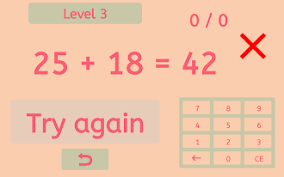 Level 3
0 / 0
25 + 18 = 42
Try again
7 8 9
4 5 6
1 2 3
← 0 CE